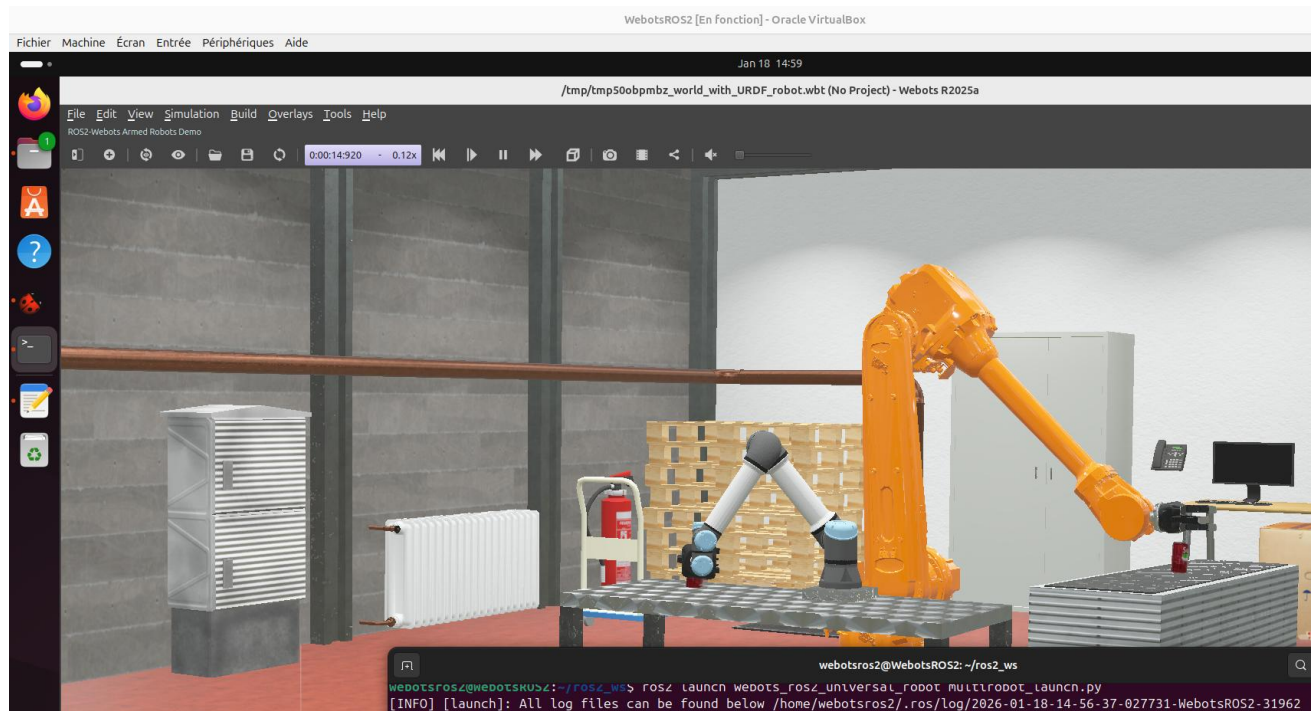 WebotsROS2 [En fonction] - Oracle VirtualBox
Fichier Machine Écran Entrée Périphériques Aide
Jan 18 14:59
/tmp/tmp50obpmbz_world_with_URDF_robot.wbt (No Project) - Webots R2025a
File Edit View Simulation Build Overlays Tools Help
ROS2-Webots Armed Robots Demo
0:00:14:920 - 0.12x
1
webotsros2@WebotsROS2: ~/ros2_ws
webotsros2@WebotsROS2:~/ros2_ws$ ros2 launch webots_ros2_universal_robot multirobot_launch.py
[INFO] [launch]: All log files can be found below /home/webotsros2/.ros/log/2026-01-18-14-56-37-027731-WebotsROS2-31962